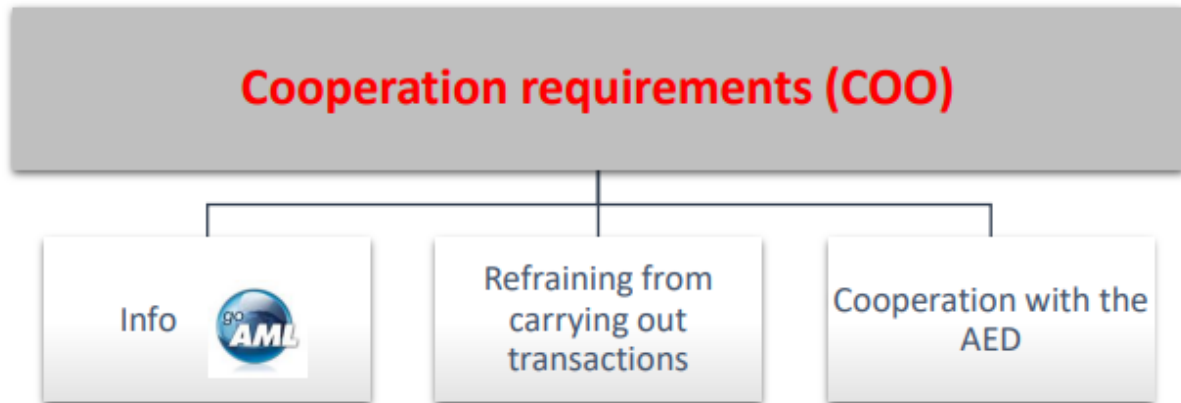 Cooperation requirements (COO)
Info
go
AML
Refraining from
carrying out
transactions
Cooperation with the
AED